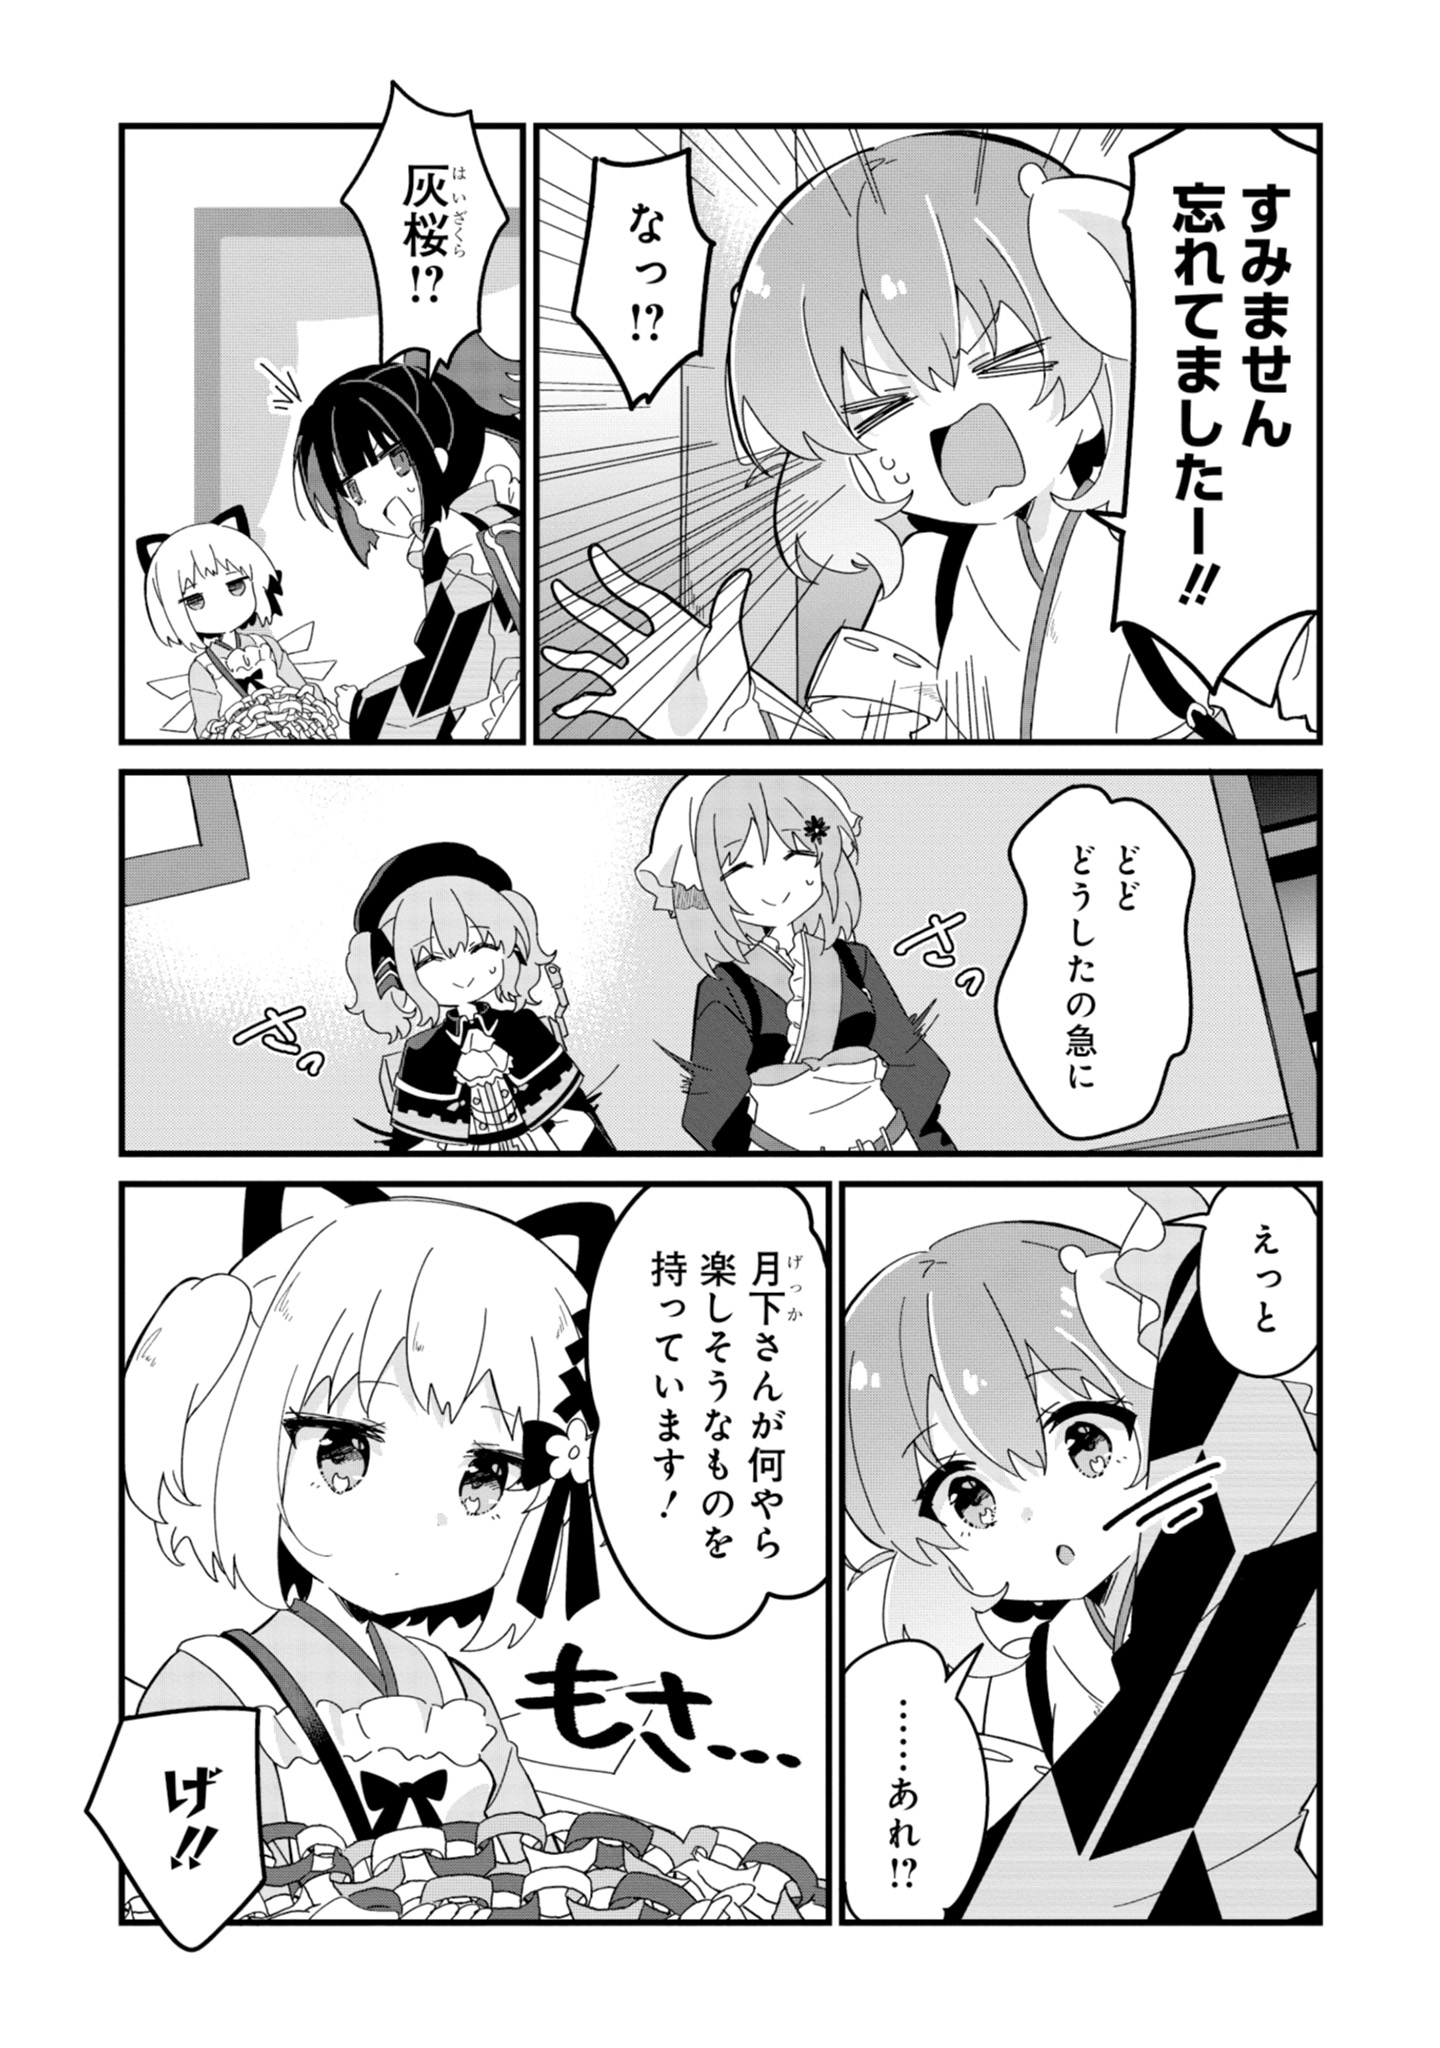 すみません
忘れてましたー!!
なっ!?
灰桜!?
はいざくら
どど
どうしたの急に
さっ
さっ
えっと
………あれ!?
月下さんが何やら
げっか
楽しそうなものを
持っています！
もさ…
げ!!